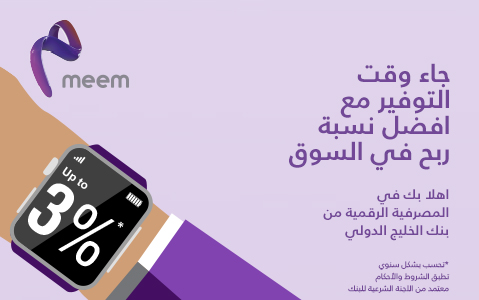 meem
جاء وقت
التوفير مع
افضل نسبة
ربح في السوق
Up to
3%*
اهلا بك في
المصرفية الرقمية من
بنك الخليج الدولي
*تحسب بشكل سنوي
تطبق الشروط والأحكام
معتمد من اللجنة الشرعية للبنك